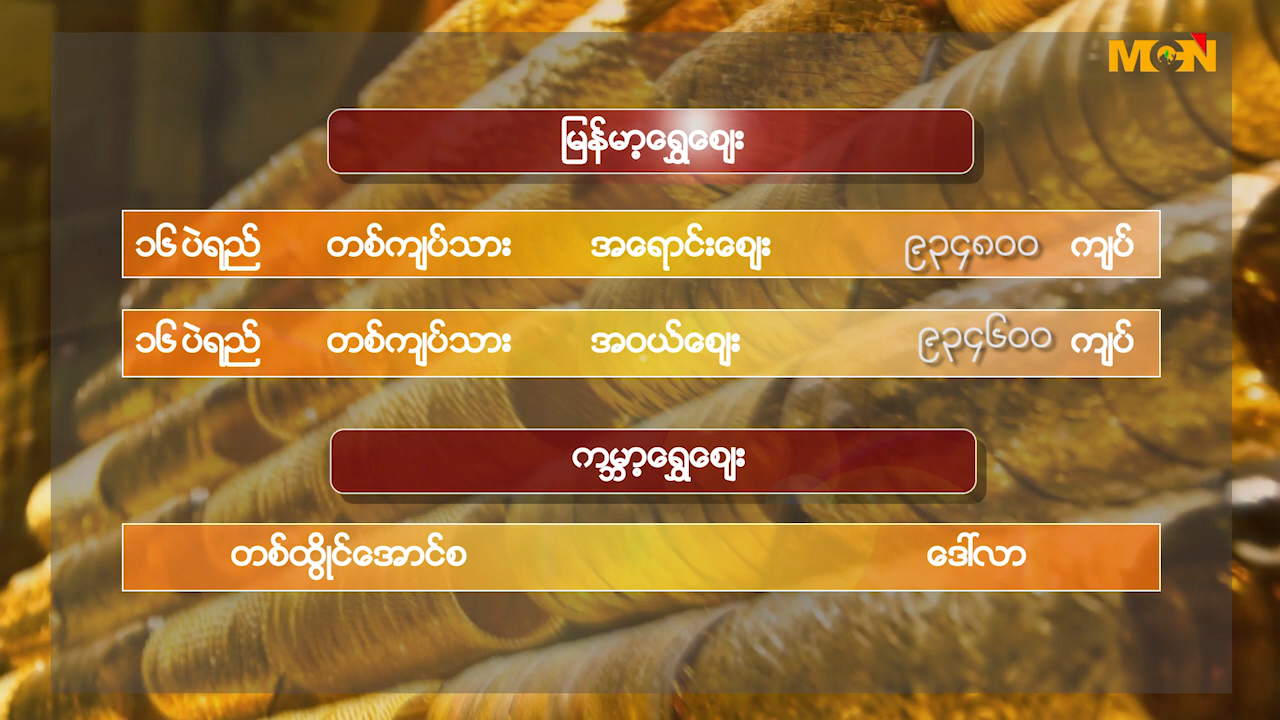 MCN
မြန်မာ့ရွှေဈေး
၁၆ ပဲရည် တစ်ကျပ်သား အရောင်းဈေး ၉၃၄၈၀၀ ကျပ်
၁၆ ပဲရည် တစ်ကျပ်သား အဝယ်ဈေး ၉၃၄၆၀၀ ကျပ်
ကမ္ဘာ့ရွှေဈေး
တစ်ထွိုင်အောင်စ ဒေါ်လာ